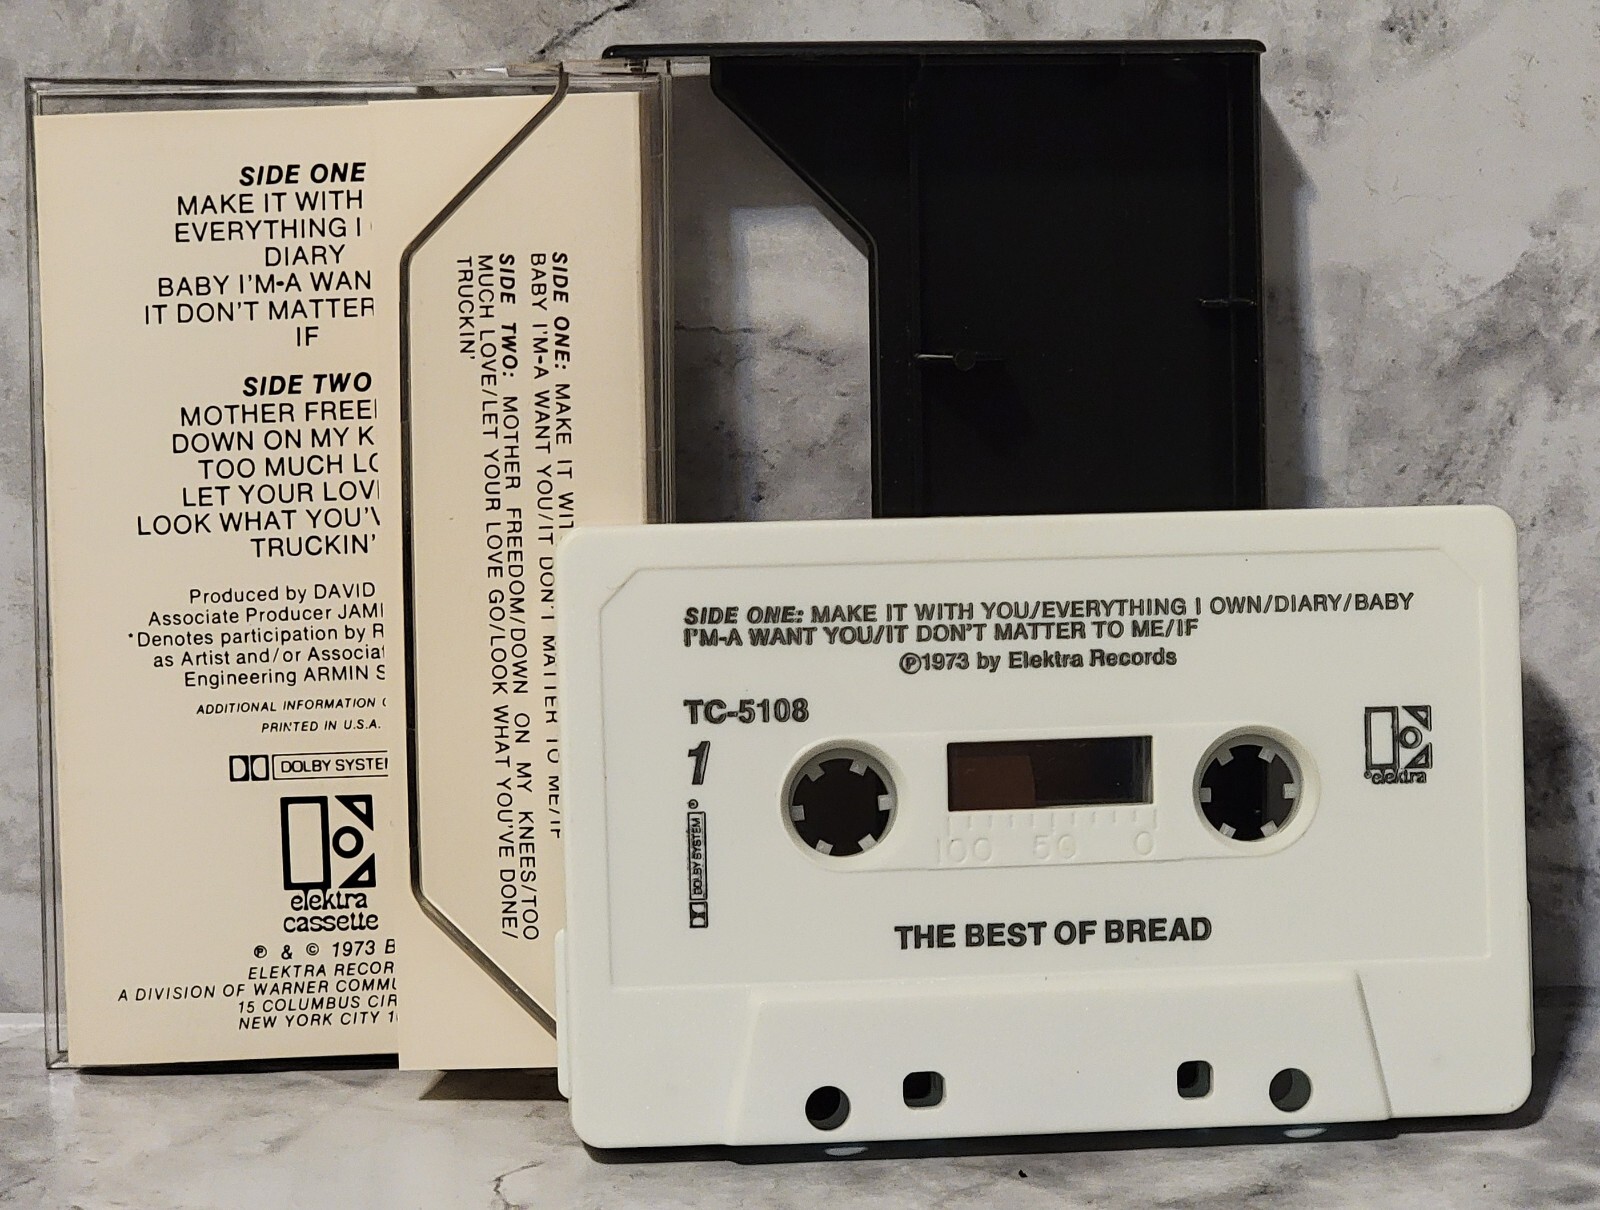 SIDE ONE
MAKE IT WITH
EVERYTHING I
DIARY
BABY I'M-A WAN
IT DON'T MATTER
IF
SIDE TWO
MOTHER FREE
DOWN ON MY K
TOO MUCH LO
LET YOUR LOV
LOOK WHAT YOU'V
TRUCKIN'
Produced by DAVID
Associate Producer JAM
*Denotes participation by R
as Artist and/or Associat
Engineering ARMIN S
ADDITIONAL INFORMATION
PRINTED IN U.S.A.
DOLBY SYSTE
elektra
cassette
℗ & © 1973 B
ELEKTRA RECOR
A DIVISION OF WARNER COMMU
15 COLUMBUS CIR
NEW YORK CITY 1
SIDE ONE: MAKE IT WIT
BABY I'M-A WANT YOU/IT DON'T MATTER TO ME/IF
SIDE TWO: MOTHER FREEDOM/DOWN ON MY KNEES/TOO
MUCH LOVE/LET YOUR LOVE GO/LOOK WHAT YOU'VE DONE/
TRUCKIN'
SIDE ONE: MAKE IT WITH YOU/EVERYTHING I OWN/DIARY/BABY
I'M-A WANT YOU/IT DON'T MATTER TO ME/IF
℗1973 by Elektra Records
TC-5108
1
DOLBY SYSTEM
®
elektra
100 50 0
THE BEST OF BREAD